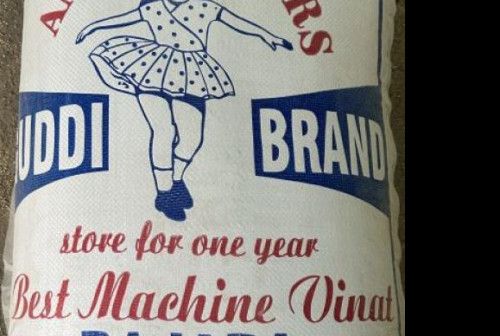 UDDI BRAND
store for one year
Best Machine Vinat